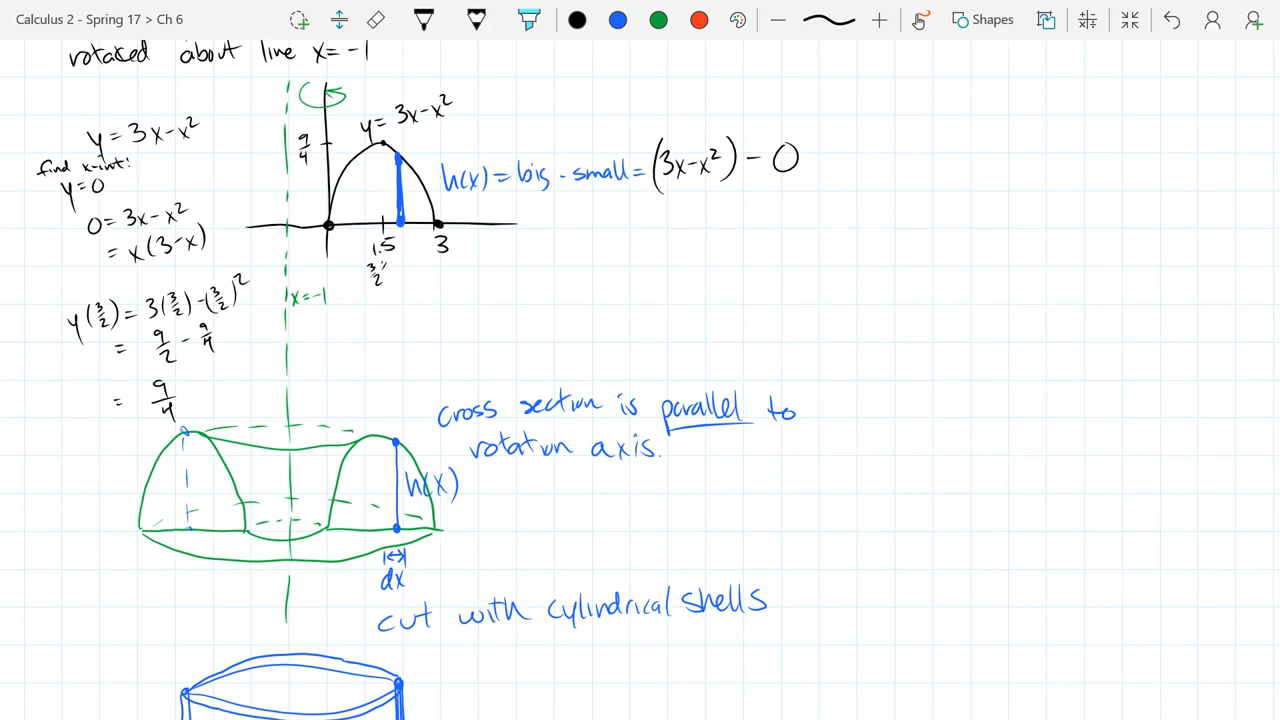 Calculus 2 - Spring 17 > Ch 6
Shapes
rotated about line x=-1
y = 3x-x²
find x-int:
y=0
0= 3x-x²
= x(3-x)
y(3/2) = 3(3/2)-(3/2)²
= 9/2 - 9/4
= 9/4
9/4
y= 3x-x²
1.5
3/2
3
x=-1
h(x) = big - small = (3x-x²) - 0
cross section is parallel to
rotation axis.
h(x)
dx
cut with cylindrical shells